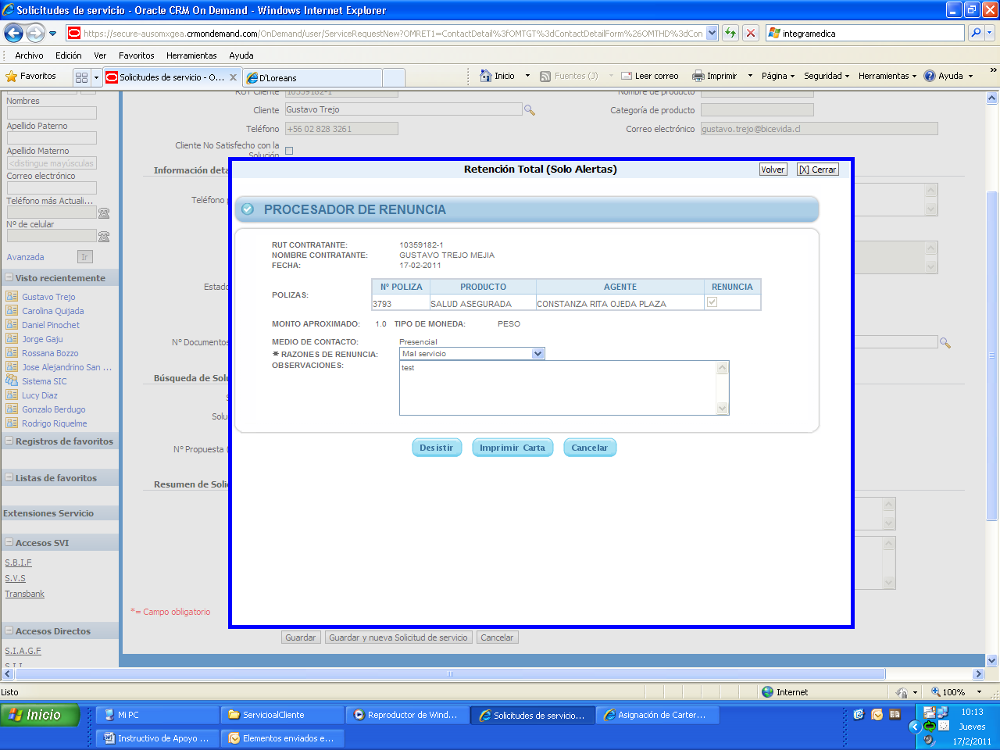 Solicitudes de servicio - Oracle CRM On Demand - Windows Internet Explorer
https://secure-ausomxgea.crmondemand.com/OnDemand/user/ServiceRequestNew?OMRET1=ContactDetail%3fOMTGT%3dContactDetailForm%26OMTHD%3dCon
integramedica
Archivo Edición Ver Favoritos Herramientas Ayuda
Favoritos
Solicitudes de servicio - O...
D'Loreans
Inicio Fuentes (J) Leer correo Imprimir Página Seguridad Herramientas Ayuda
Nombres
Apellido Paterno
Apellido Materno
<distingue mayúsculas
Correo electrónico
Teléfono más Actuali...
Nº de celular
Avanzada Ir
Visto recientemente
Gustavo Trejo
Carolina Quijada
Daniel Pinochet
Jorge Gaju
Rossana Bozzo
Jose Alejandrino San ...
Sistema SIC
Lucy Diaz
Gonzalo Berdugo
Rodrigo Riquelme
Registros de favoritos
Listas de favoritos
Extensiones Servicio
Accesos SVI
S.B.I.F
S.V.S
Transbank
Accesos Directos
S.I.A.G.F
S.I.I
RUT Cliente 10359182-1
Nombre de producto
Cliente Gustavo Trejo
Categoría de producto
Teléfono +56 02 828 3261
Correo electrónico gustavo.trejo@bicevida.cl
Cliente No Satisfecho con la
Solución
Información deta
Teléfono p
Estado
Nº Documentos
Búsqueda de Solu
S
Solu
Nº Propuesta (
Resumen de Soli
*= Campo obligatorio
Retención Total (Solo Alertas)
Volver [X] Cerrar
PROCESADOR DE RENUNCIA
RUT CONTRATANTE: 10359182-1
NOMBRE CONTRATANTE: GUSTAVO TREJO MEJIA
FECHA: 17-02-2011
POLIZAS:
Nº POLIZA PRODUCTO AGENTE RENUNCIA
3793 SALUD ASEGURADA CONSTANZA RITA OJEDA PLAZA
MONTO APROXIMADO: 1.0 TIPO DE MONEDA: PESO
MEDIO DE CONTACTO: Presencial
* RAZONES DE RENUNCIA: Mal servicio
OBSERVACIONES: test
Desistir Imprimir Carta Cancelar
Guardar Guardar y nueva Solicitud de servicio Cancelar
Listo Internet 100%
Inicio
Mi PC
ServicioalCliente
Reproductor de Wind...
Solicitudes de servicio...
Asignación de Carter...
Instructivo de Apoyo ...
Elementos enviados e...
10:13
Jueves
17/2/2011